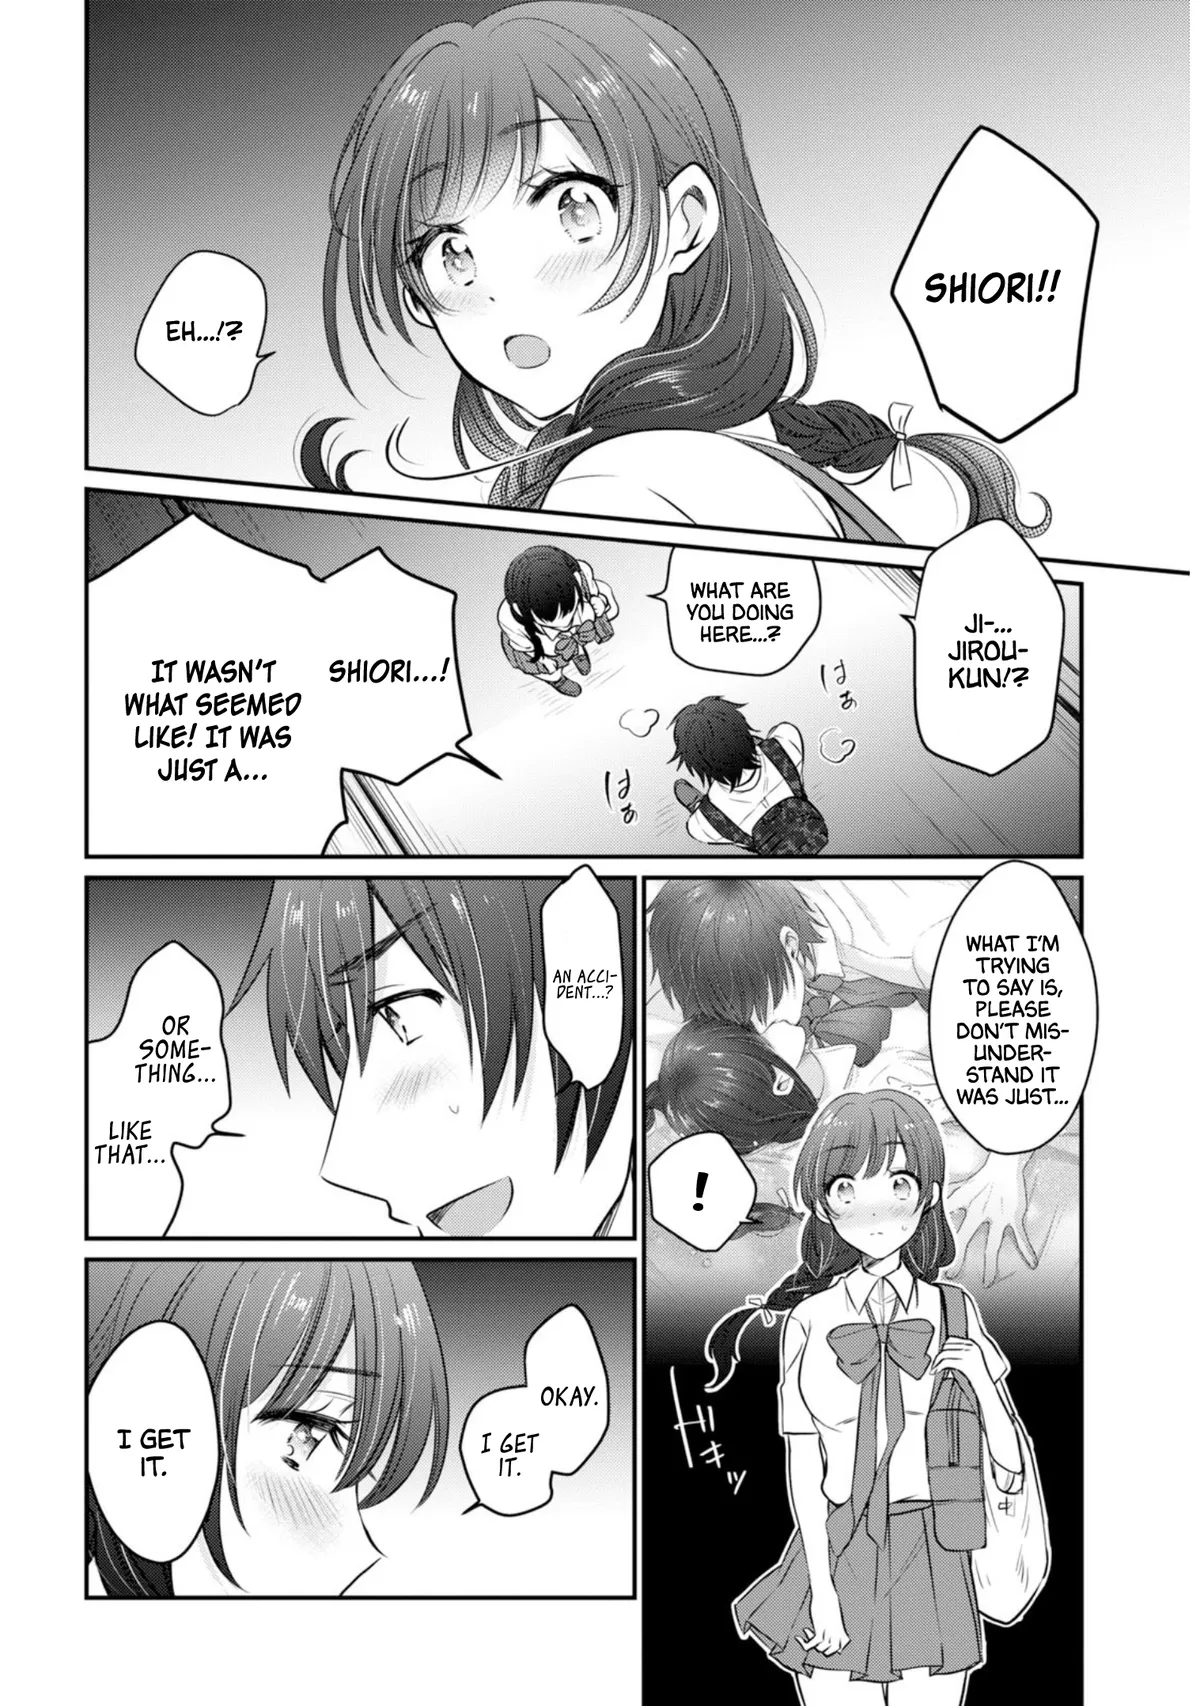 SHIORI!!
EH...!?
JI-...
JIROU-
KUN!?
WHAT ARE
YOU DOING
HERE...?
はぁ
はぁ
SHIORI...!
IT WASN'T
WHAT SEEMED
LIKE! IT WAS
JUST A...
WHAT I'M
TRYING
TO SAY IS,
PLEASE
DON'T MIS-
UNDER-
STAND IT
WAS JUST...
!
ドキッ
AN ACCI-
DENT...?
OR
SOME-
THING...
LIKE
THAT...
OKAY.
I GET
IT.
I GET
IT.